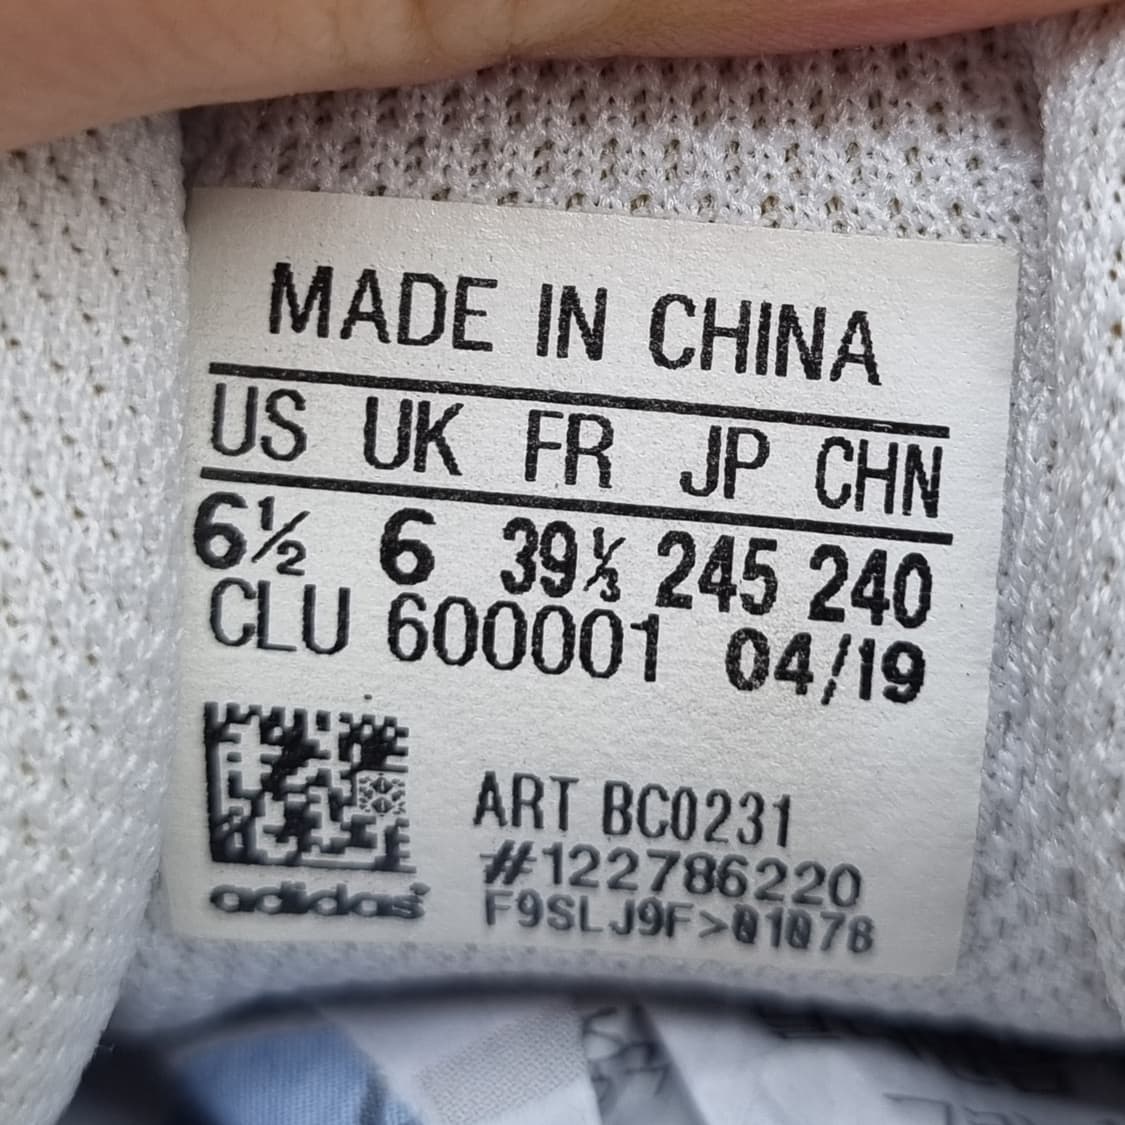 MADE IN CHINA
US UK FR JP CHN
6½ 6 39⅓ 245 240
CLU 600001 04/19
ART BC0231
#122786220
F9SLJ9F>01078
adidas